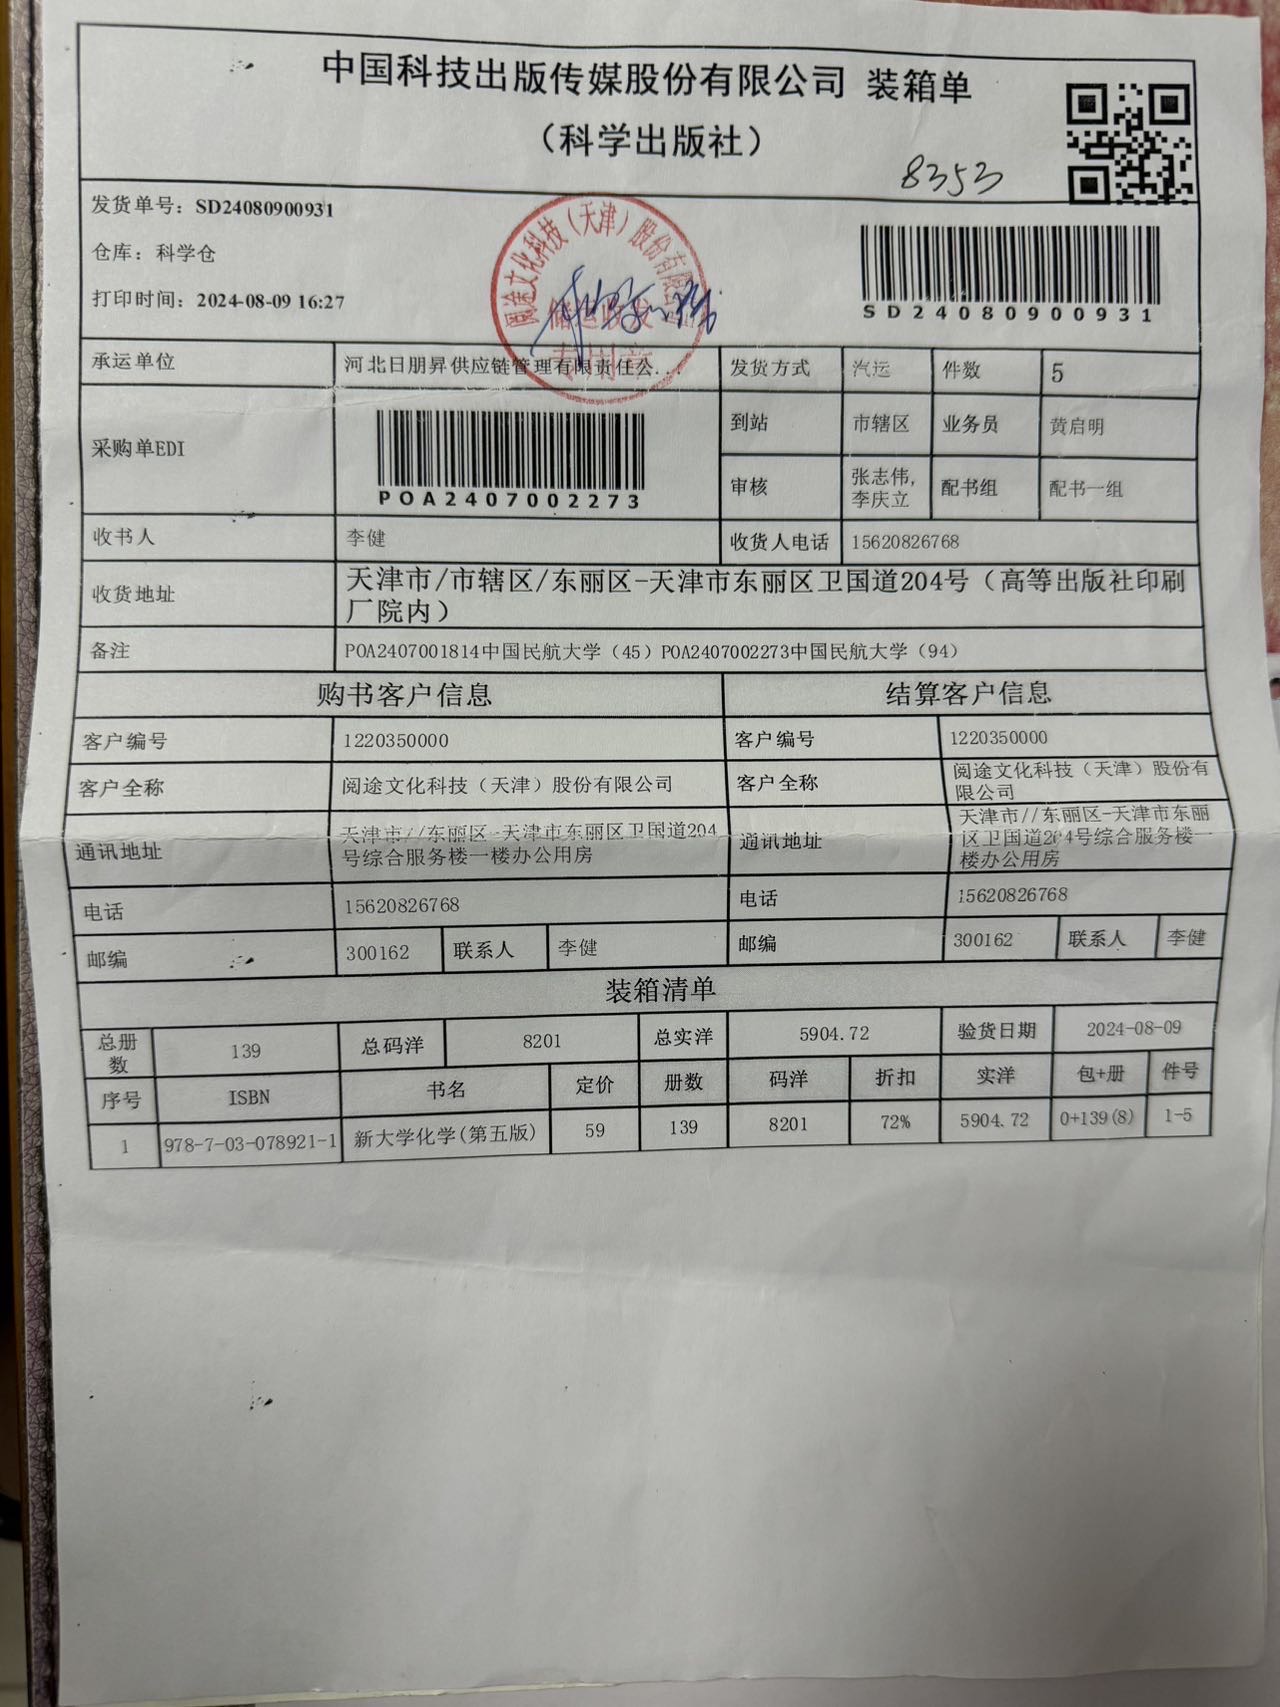 中国科技出版传媒股份有限公司 装箱单
（科学出版社）
8353
发货单号：SD24080900931
仓库：科学仓
打印时间：2024-08-09 16:27
阅途文化科技（天津）股份有限公司
专用章
SD24080900931
承运单位 河北日朋昇供应链管理有限责任公... 发货方式 汽运 件数 5
采购单EDI POA2407002273 到站 市辖区 业务员 黄启明
审核 张志伟,李庆立 配书组 配书一组
收书人 李健 收货人电话 15620826768
收货地址 天津市/市辖区/东丽区-天津市东丽区卫国道204号（高等出版社印刷
厂院内）
备注 POA2407001814中国民航大学（45）POA2407002273中国民航大学（94）
购书客户信息 结算客户信息
客户编号 1220350000 客户编号 1220350000
客户全称 阅途文化科技（天津）股份有限公司 客户全称 阅途文化科技（天津）股份有限公司
通讯地址 天津市//东丽区-天津市东丽区卫国道204号综合服务楼一楼办公用房 通讯地址 天津市//东丽区-天津市东丽区卫国道204号综合服务楼一楼办公用房
电话 15620826768 电话 15620826768
邮编 300162 联系人 李健 邮编 300162 联系人 李健
装箱清单
总册数 139 总码洋 8201 总实洋 5904.72 验货日期 2024-08-09
序号 ISBN 书名 定价 册数 码洋 折扣 实洋 包+册 件号
1 978-7-03-078921-1 新大学化学(第五版) 59 139 8201 72% 5904.72 0+139(8) 1-5